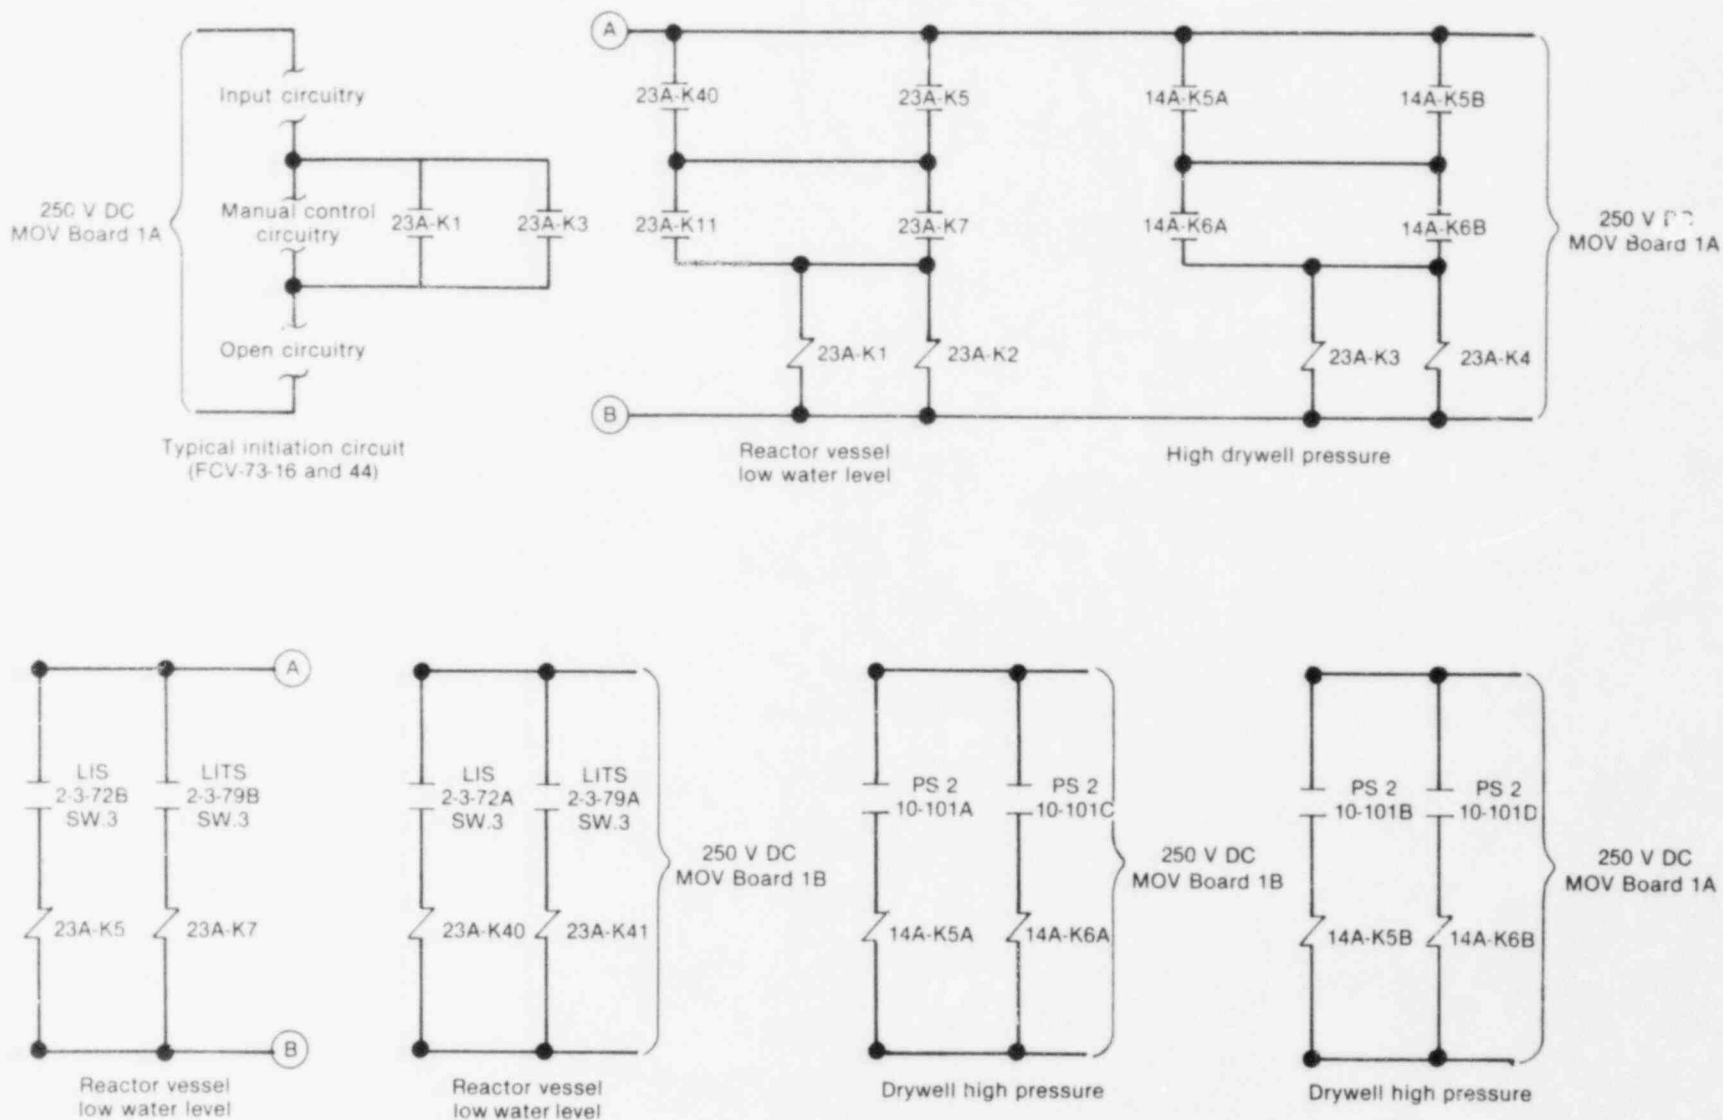 A
Input circuitry
23A-K40
23A-K5
14A-K5A
14A-K5B
250 V DC
MOV Board 1A
Manual control
circuitry
23A-K1
23A-K3
23A-K11
23A-K7
14A-K6A
14A-K6B
250 V
MOV Board 1A
Open circuitry
23A-K1
23A-K2
23A-K3
23A-K4
B
Typical initiation circuit
(FCV-73-16 and 44)
Reactor vessel
low water level
High drywell pressure
A
LIS
2-3-72B
SW.3
LITS
2-3-79B
SW.3
23A-K5
23A-K7
B
Reactor vessel
low water level
LIS
2-3-72A
SW.3
LITS
2-3-79A
SW.3
250 V DC
MOV Board 1B
23A-K40
23A-K41
Reactor vessel
low water level
PS 2
10-101A
PS 2
10-101C
250 V DC
MOV Board 1B
14A-K5A
14A-K6A
Drywell high pressure
PS 2
10-101B
PS 2
10-101D
250 V DC
MOV Board 1A
14A-K5B
14A-K6B
Drywell high pressure